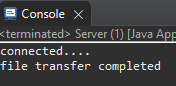 Console
<terminated> Server (1) [Java App
connected....
file transfer completed